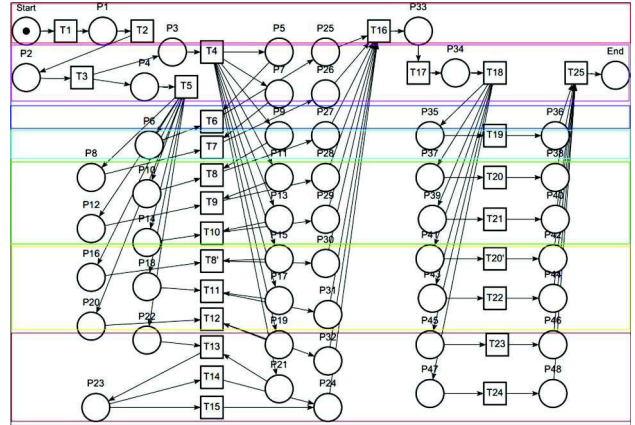 Start P1 P3 P5 P25 P33
T1 T2 T4 T16
P2 P4 P7 P26 P34 End
T3 T5 T17 T18 T25
P6 T6 P9 P27 P35 P36
P8 T7 T19
P10 T8 P11 P28 P37 P38
T20
P12 T9 P13 P29 P39 P40
P14 T10 T21
P16 T8' P15 P30 P41 P42
T20'
P18 T11 P17 P31 P43 P44
T22
P20 T12 P19 P32 P45 P46
P22 T13 T23
P23 T14 P21 P24 P47 P48
T15 T24